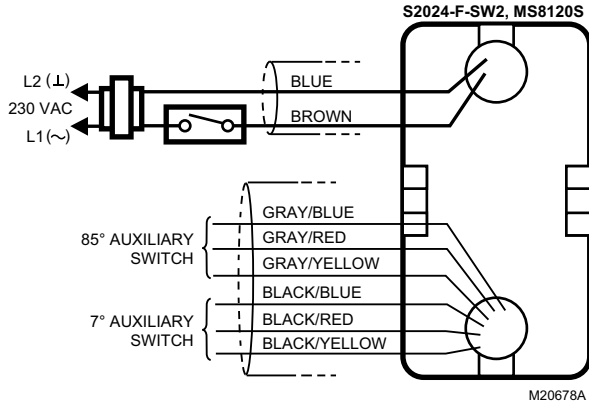 S2024-F-SW2, MS8120S
L2 (⊥)
230 VAC
L1(∼)
BLUE
BROWN
85° AUXILIARY
SWITCH
GRAY/BLUE
GRAY/RED
GRAY/YELLOW
7° AUXILIARY
SWITCH
BLACK/BLUE
BLACK/RED
BLACK/YELLOW
M20678A